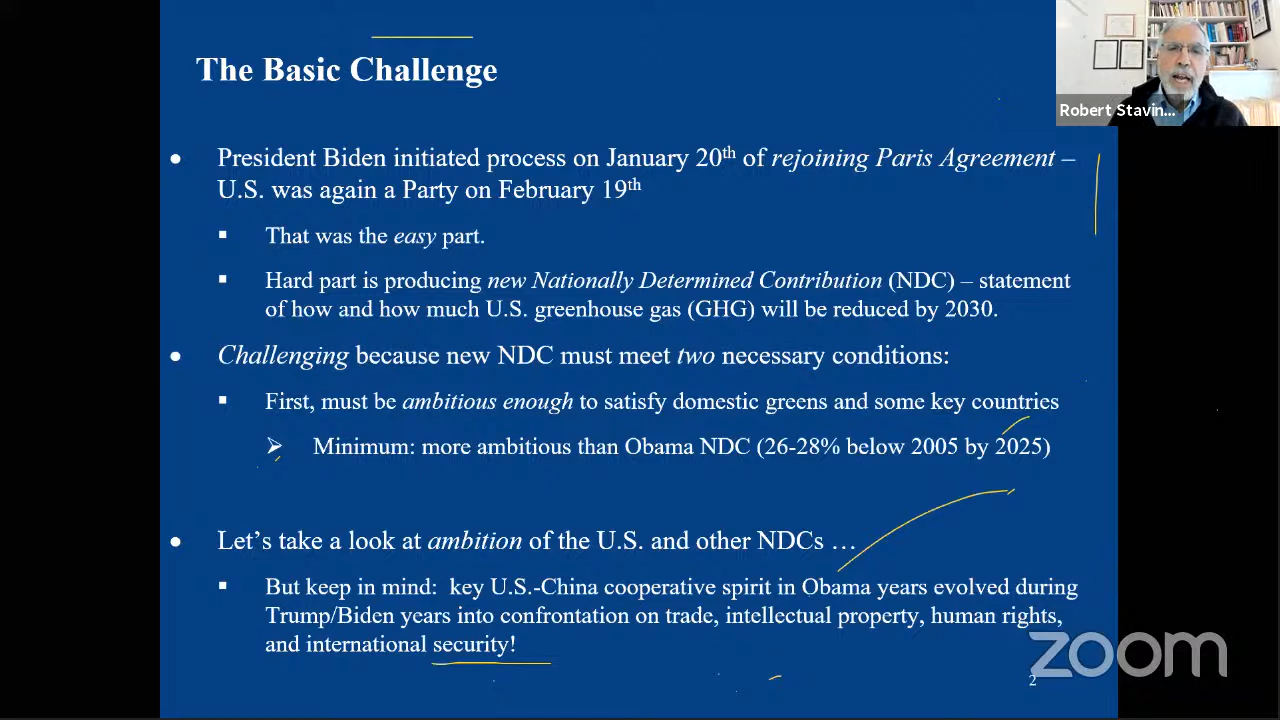 The Basic Challenge
Robert Stavin...
• President Biden initiated process on January 20th of rejoining Paris Agreement –
U.S. was again a Party on February 19th
▪ That was the easy part.
▪ Hard part is producing new Nationally Determined Contribution (NDC) – statement
of how and how much U.S. greenhouse gas (GHG) will be reduced by 2030.
• Challenging because new NDC must meet two necessary conditions:
▪ First, must be ambitious enough to satisfy domestic greens and some key countries
➢ Minimum: more ambitious than Obama NDC (26-28% below 2005 by 2025)
• Let’s take a look at ambition of the U.S. and other NDCs …
▪ But keep in mind: key U.S.-China cooperative spirit in Obama years evolved during
Trump/Biden years into confrontation on trade, intellectual property, human rights,
and international security!
zoom
2